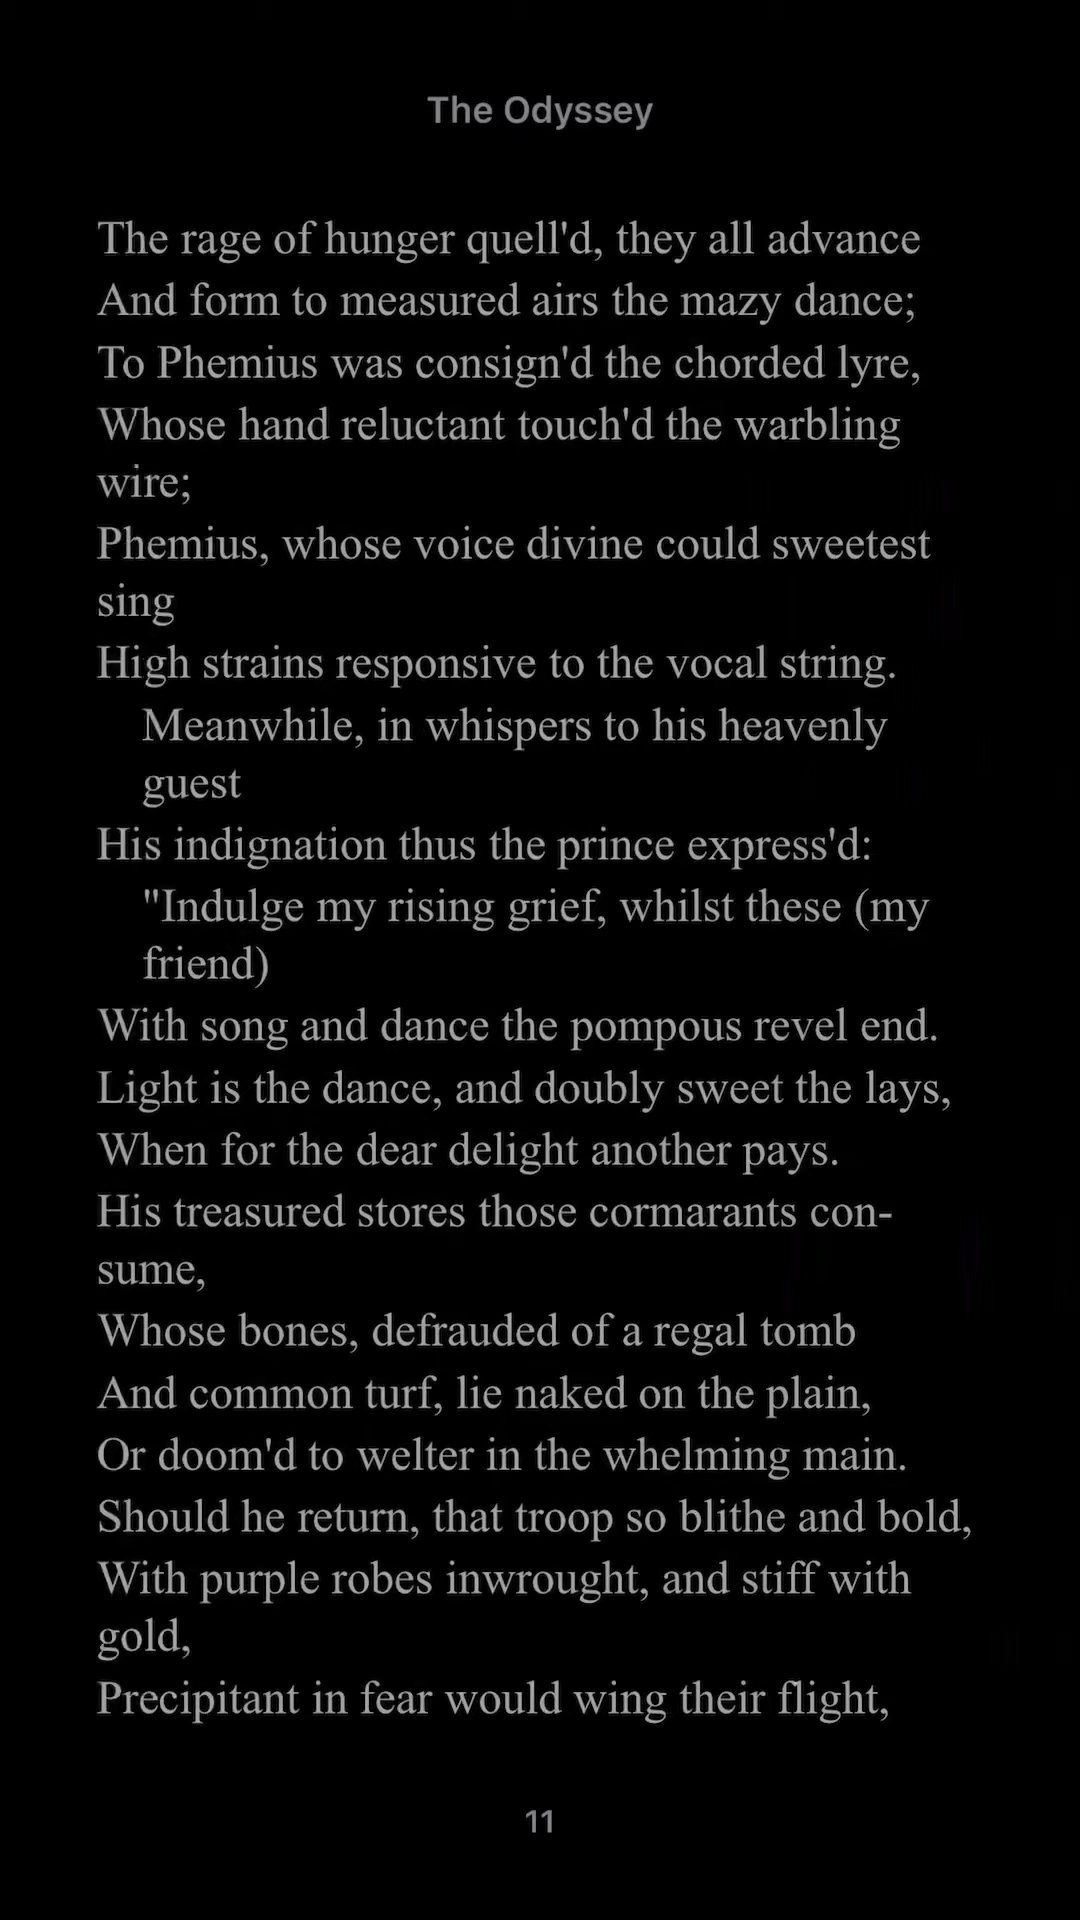 The Odyssey
The rage of hunger quell'd, they all advance
And form to measured airs the mazy dance;
To Phemius was consign'd the chorded lyre,
Whose hand reluctant touch'd the warbling
wire;
Phemius, whose voice divine could sweetest
sing
High strains responsive to the vocal string.
Meanwhile, in whispers to his heavenly
guest
His indignation thus the prince express'd:
"Indulge my rising grief, whilst these (my
friend)
With song and dance the pompous revel end.
Light is the dance, and doubly sweet the lays,
When for the dear delight another pays.
His treasured stores those cormarants con-
sume,
Whose bones, defrauded of a regal tomb
And common turf, lie naked on the plain,
Or doom'd to welter in the whelming main.
Should he return, that troop so blithe and bold,
With purple robes inwrought, and stiff with
gold,
Precipitant in fear would wing their flight,
11